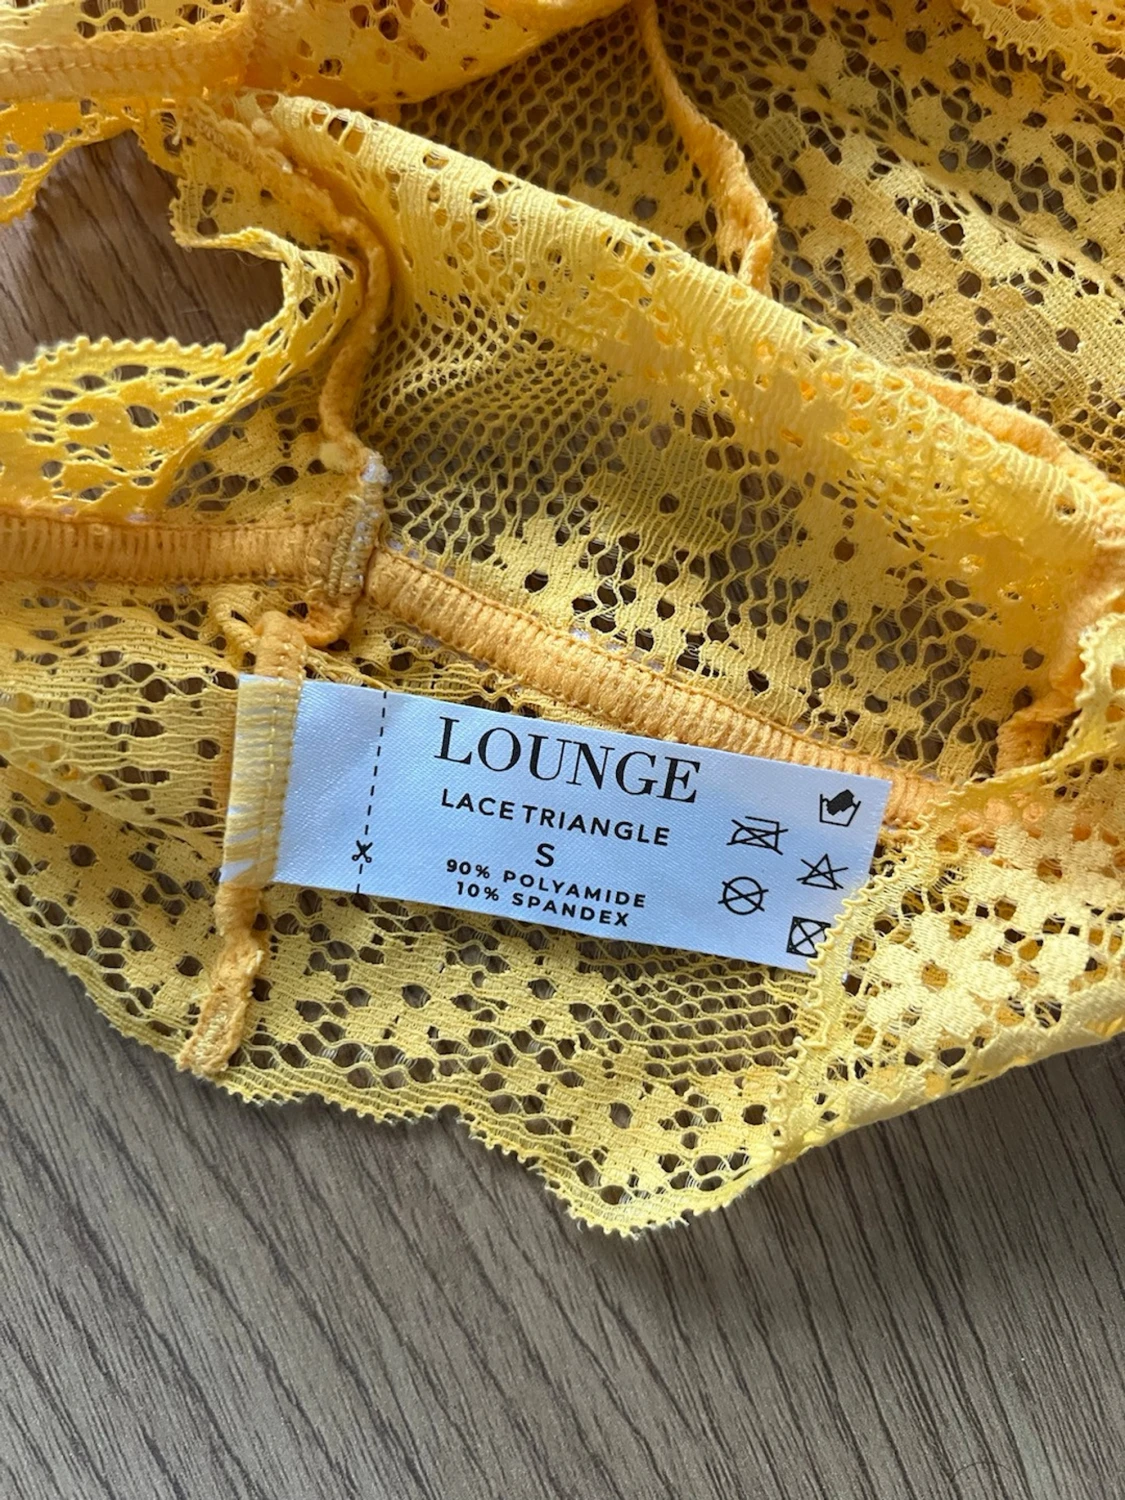 LOUNGE
LACE TRIANGLE
S
90% POLYAMIDE
10% SPANDEX